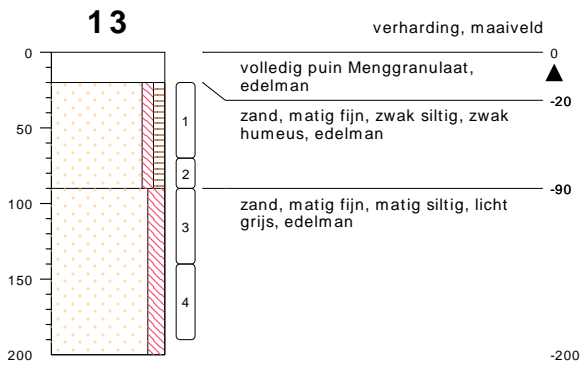 13
verharding, maaiveld
0
0
volledig puin Menggranulaat,
edelman
-20
zand, matig fijn, zwak siltig, zwak
humeus, edelman
1
50
2
-90
100
zand, matig fijn, matig siltig, licht
grijs, edelman
3
150
4
200
-200